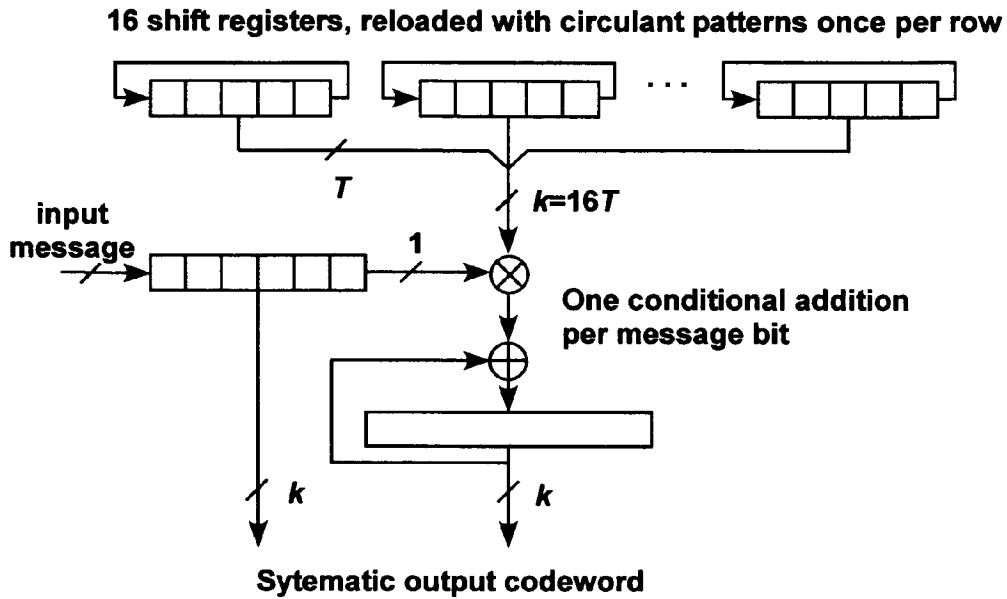 16 shift registers, reloaded with circulant patterns once per row
. . .
T
k=16T
input
message
1
One conditional addition
per message bit
k
k
Sytematic output codeword